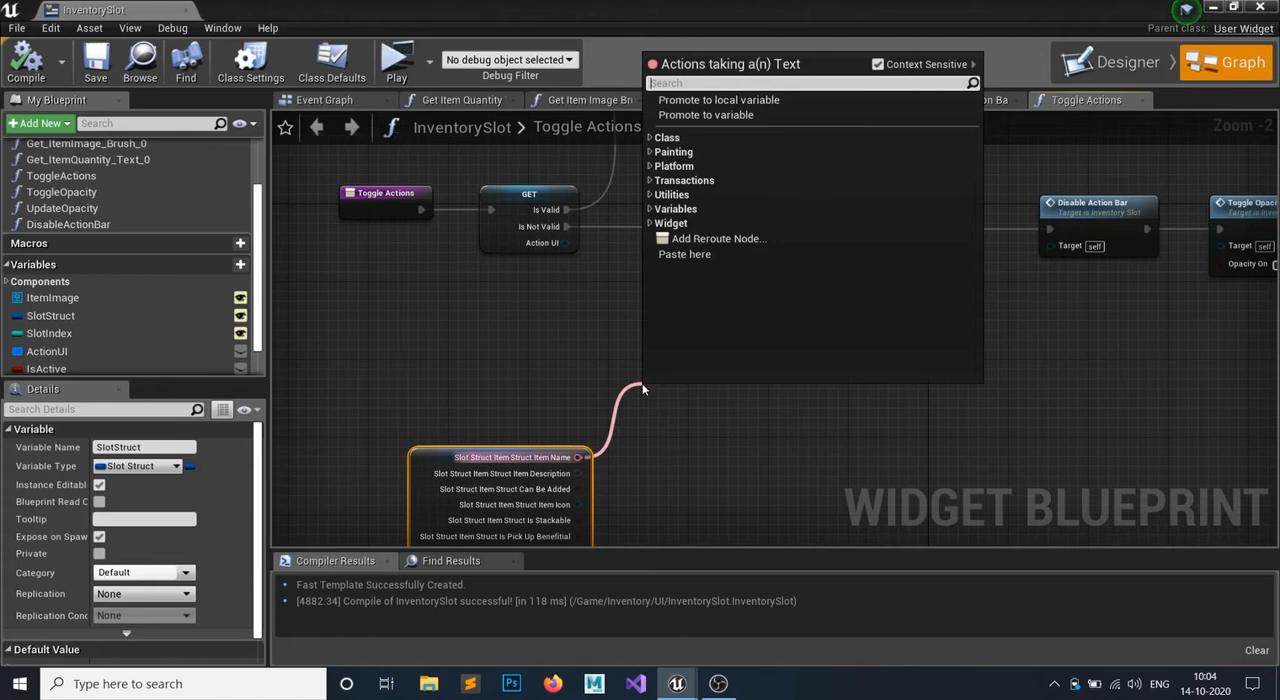 InventorySlot
File Edit Asset View Debug Window Help
Parent class: User Widget
Compile Save Browse Find Class Settings Class Defaults Play
No debug object selected
Debug Filter
Designer Graph
Actions taking a(n) Text
Context Sensitive
Search
Promote to local variable
Promote to variable
Class
Painting
Platform
Transactions
Utilities
Variables
Widget
Add Reroute Node...
Paste here
My Blueprint
Event Graph
Get Item Quantity
Get Item Image Br
on Ba
Toggle Actions
Add New
Search
InventorySlot > Toggle Actions
Zoom -2
Get_ItemImage_Brush_0
Get_ItemQuantity_Text_0
ToggleActions
ToggleOpacity
UpdateOpacity
DisableActionBar
Macros
Variables
Components
ItemImage
SlotStruct
SlotIndex
ActionUI
IsActive
Toggle Actions
GET
Is Valid
Is Not Valid
Action UI
Disable Action Bar
Target is Inventory Slot
Target self
Toggle Opac
Target is Inven
Target self
Opacity On
Details
Search Details
Variable
Variable Name SlotStruct
Variable Type Slot Struct
Instance Editabl
Blueprint Read C
Tooltip
Expose on Spaw
Private
Category Default
Replication None
Replication Conc None
Default Value
Slot Struct Item Struct Item Name
Slot Struct Item Struct Item Description
Slot Struct Item Struct Can Be Added
Slot Struct Item Struct Item Icon
Slot Struct Item Struct Is Stackable
Slot Struct Item Struct Is Pick Up Benefitial
WIDGET BLUEPRINT
Compiler Results
Find Results
Fast Template Successfully Created.
[4882.34] Compile of InventorySlot successful! [in 118 ms] (/Game/Inventory/UI/InventorySlot.InventorySlot)
Clear
Type here to search
ENG
10:04
14-10-2020